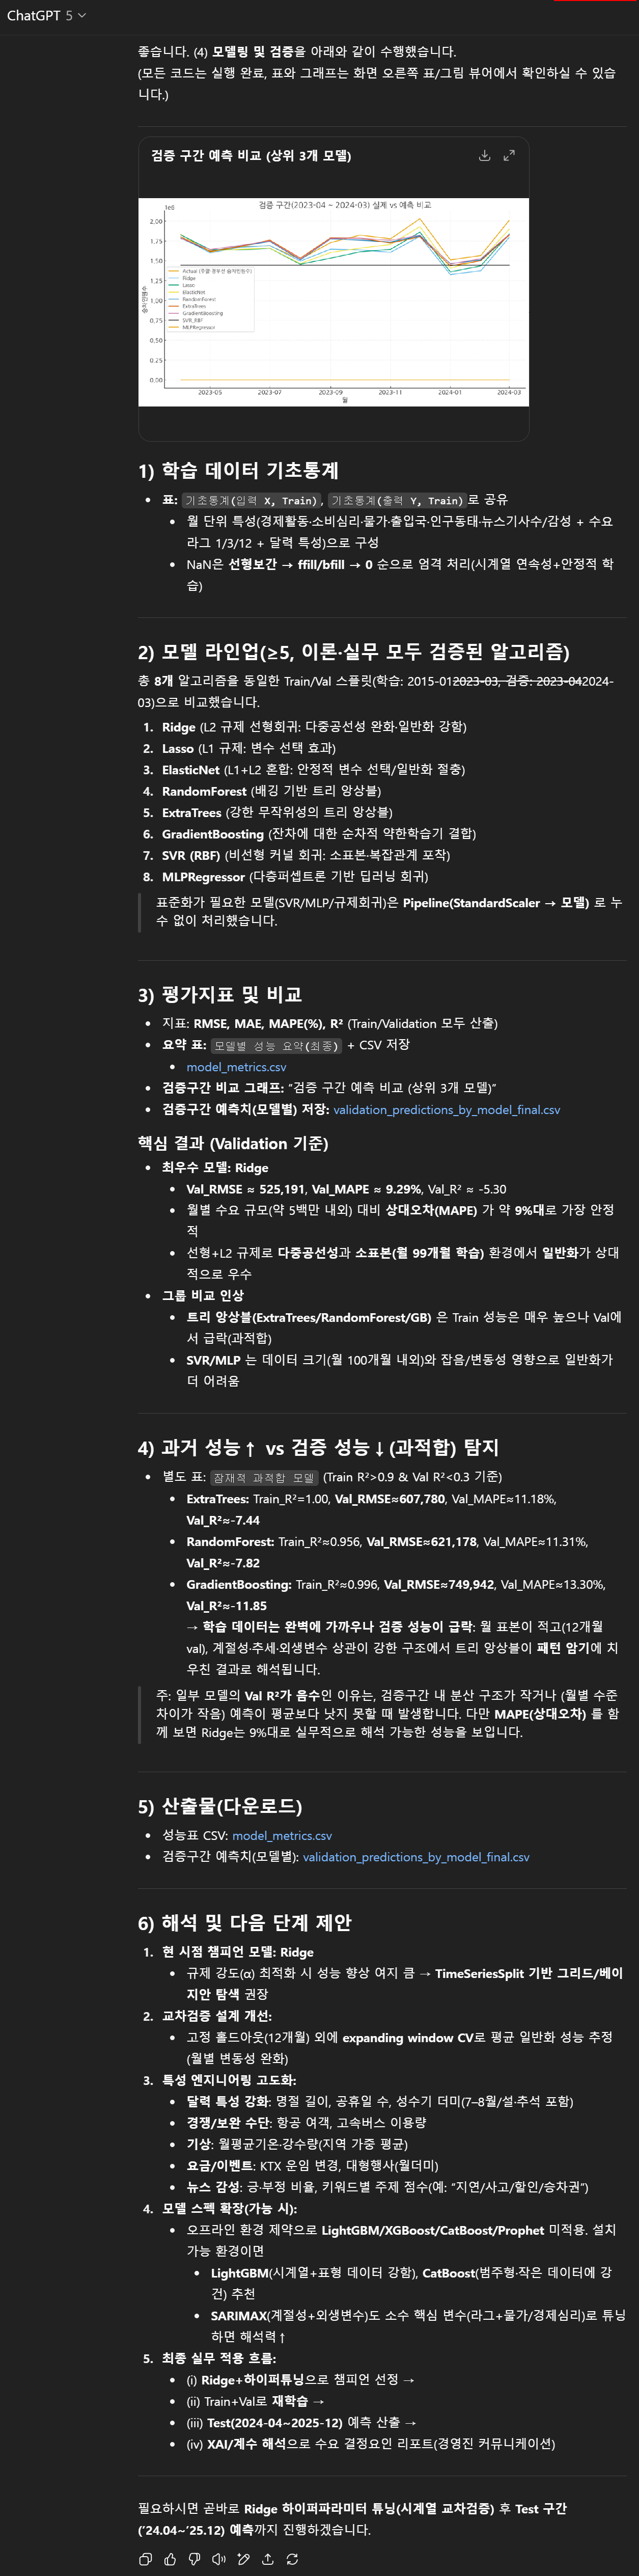 ChatGPT 5
좋습니다. (4) 모델링 및 검증을 아래와 같이 수행했습니다.
(모든 코드는 실행 완료, 표와 그래프는 화면 오른쪽 표/그림 뷰어에서 확인하실 수 있습
니다.)
검증 구간 예측 비교 (상위 3개 모델)
검증 구간(2023-04 ~ 2024-03) 실제 vs 예측 비교
1e6
2.00
1.75
1.50
1.25
1.00
0.75
0.50
0.25
0.00
승차인원수
Actual (주중·경부선 승차인원수)
Ridge
Lasso
ElasticNet
RandomForest
ExtraTrees
GradientBoosting
SVR_RBF
MLPRegressor
2023-05 2023-07 2023-09 2023-11 2024-01 2024-03
월
1) 학습 데이터 기초통계
• 표: 기초통계(입력 X, Train), 기초통계(출력 Y, Train)로 공유
• 월 단위 특성(경제활동·소비심리·물가·출입국·인구동태·뉴스기사수/감성 + 수요
라그 1/3/12 + 달력 특성)으로 구성
• NaN은 선형보간 → ffill/bfill → 0 순으로 엄격 처리(시계열 연속성+안정적 학
습)
2) 모델 라인업(≥5, 이론·실무 모두 검증된 알고리즘)
총 8개 알고리즘을 동일한 Train/Val 스플릿(학습: 2015-012023-03, 검증: 2023-042024-
03)으로 비교했습니다.
1. Ridge (L2 규제 선형회귀: 다중공선성 완화·일반화 강함)
2. Lasso (L1 규제: 변수 선택 효과)
3. ElasticNet (L1+L2 혼합: 안정적 변수 선택/일반화 절충)
4. RandomForest (배깅 기반 트리 앙상블)
5. ExtraTrees (강한 무작위성의 트리 앙상블)
6. GradientBoosting (잔차에 대한 순차적 약한학습기 결합)
7. SVR (RBF) (비선형 커널 회귀: 소표본·복잡관계 포착)
8. MLPRegressor (다층퍼셉트론 기반 딥러닝 회귀)
표준화가 필요한 모델(SVR/MLP/규제회귀)은 Pipeline(StandardScaler → 모델) 로 누
수 없이 처리했습니다.
3) 평가지표 및 비교
• 지표: RMSE, MAE, MAPE(%), R² (Train/Validation 모두 산출)
• 요약 표: 모델별 성능 요약(최종) + CSV 저장
• model_metrics.csv
• 검증구간 비교 그래프: “검증 구간 예측 비교 (상위 3개 모델)”
• 검증구간 예측치(모델별) 저장: validation_predictions_by_model_final.csv
핵심 결과 (Validation 기준)
• 최우수 모델: Ridge
• Val_RMSE ≈ 525,191, Val_MAPE ≈ 9.29%, Val_R² ≈ -5.30
• 월별 수요 규모(약 5백만 내외) 대비 상대오차(MAPE) 가 약 9%대로 가장 안정
적
• 선형+L2 규제로 다중공선성과 소표본(월 99개월 학습) 환경에서 일반화가 상대
적으로 우수
• 그룹 비교 인상
• 트리 앙상블(ExtraTrees/RandomForest/GB) 은 Train 성능은 매우 높으나 Val에
서 급락(과적합)
• SVR/MLP 는 데이터 크기(월 100개월 내외)와 잡음/변동성 영향으로 일반화가
더 어려움
4) 과거 성능↑ vs 검증 성능↓(과적합) 탐지
• 별도 표: 잠재적 과적합 모델 (Train R²>0.9 & Val R²<0.3 기준)
• ExtraTrees: Train_R²=1.00, Val_RMSE≈607,780, Val_MAPE≈11.18%,
Val_R²≈-7.44
• RandomForest: Train_R²≈0.956, Val_RMSE≈621,178, Val_MAPE≈11.31%,
Val_R²≈-7.82
• GradientBoosting: Train_R²≈0.996, Val_RMSE≈749,942, Val_MAPE≈13.30%,
Val_R²≈-11.85
→ 학습 데이터는 완벽에 가까우나 검증 성능이 급락: 월 표본이 적고(12개월
val), 계절성·추세·외생변수 상관이 강한 구조에서 트리 앙상블이 패턴 암기에 치
우친 결과로 해석됩니다.
주: 일부 모델의 Val R²가 음수인 이유는, 검증구간 내 분산 구조가 작거나 (월별 수준
차이가 작음) 예측이 평균보다 낫지 못할 때 발생합니다. 다만 MAPE(상대오차) 를 함
께 보면 Ridge는 9%대로 실무적으로 해석 가능한 성능을 보입니다.
5) 산출물(다운로드)
• 성능표 CSV: model_metrics.csv
• 검증구간 예측치(모델별): validation_predictions_by_model_final.csv
6) 해석 및 다음 단계 제안
1. 현 시점 챔피언 모델: Ridge
• 규제 강도(α) 최적화 시 성능 향상 여지 큼 → TimeSeriesSplit 기반 그리드/베이
지안 탐색 권장
2. 교차검증 설계 개선:
• 고정 홀드아웃(12개월) 외에 expanding window CV로 평균 일반화 성능 추정
(월별 변동성 완화)
3. 특성 엔지니어링 고도화:
• 달력 특성 강화: 명절 길이, 공휴일 수, 성수기 더미(7–8월/설·추석 포함)
• 경쟁/보완 수단: 항공 여객, 고속버스 이용량
• 기상: 월평균기온·강수량(지역 가중 평균)
• 요금/이벤트: KTX 운임 변경, 대형행사(월더미)
• 뉴스 감성: 긍·부정 비율, 키워드별 주제 점수(예: “지연/사고/할인/승차권”)
4. 모델 스펙 확장(가능 시):
• 오프라인 환경 제약으로 LightGBM/XGBoost/CatBoost/Prophet 미적용. 설치
가능 환경이면
• LightGBM(시계열+표형 데이터 강함), CatBoost(범주형·작은 데이터에 강
건) 추천
• SARIMAX(계절성+외생변수)도 소수 핵심 변수(라그+물가/경제심리)로 튜닝
하면 해석력↑
5. 최종 실무 적용 흐름:
• (i) Ridge+하이퍼튜닝으로 챔피언 선정 →
• (ii) Train+Val로 재학습 →
• (iii) Test(2024-04~2025-12) 예측 산출 →
• (iv) XAI/계수 해석으로 수요 결정요인 리포트(경영진 커뮤니케이션)
필요하시면 곧바로 Ridge 하이퍼파라미터 튜닝(시계열 교차검증) 후 Test 구간
(’24.04~’25.12) 예측까지 진행하겠습니다.